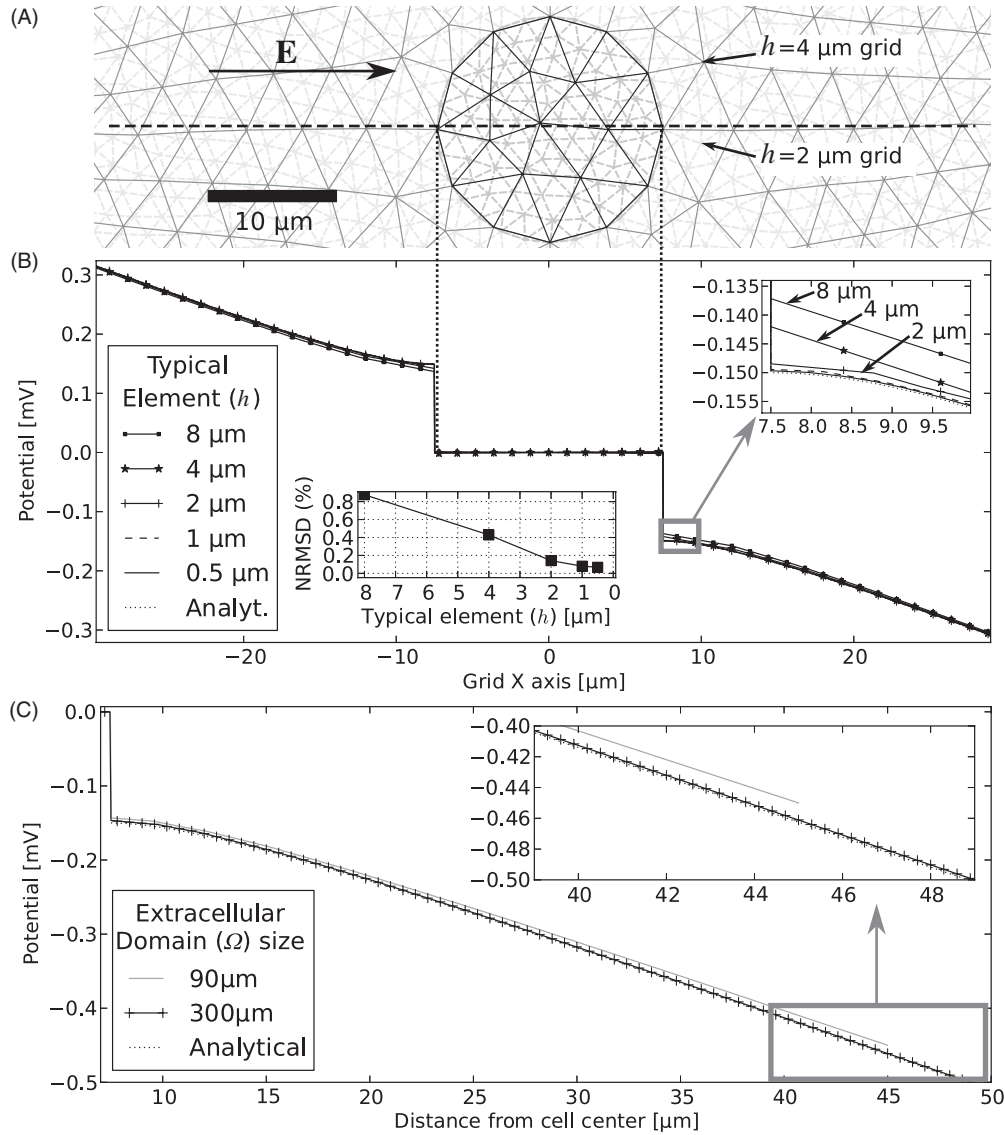 (A)
E
h=4 μm grid
h=2 μm grid
10 μm
(B)
0.3
0.2
0.1
0.0
−0.1
−0.2
−0.3
Potential [mV]
Typical
Element (h)
8 μm
4 μm
2 μm
1 μm
0.5 μm
Analyt.
−20
−10
0
10
20
Grid X axis [μm]
NRMSD (%)
0.8
0.6
0.4
0.2
0.0
8 7 6 5 4 3 2 1 0
Typical element (h) [μm]
−0.135
−0.140
−0.145
−0.150
−0.155
7.5 8.0 8.5 9.0 9.5
8 μm
4 μm
2 μm
(C)
0.0
−0.1
−0.2
−0.3
−0.4
−0.5
Potential [mV]
Extracellular
Domain (Ω) size
90μm
300μm
Analytical
10 15 20 25 30 35 40 45 50
Distance from cell center [μm]
−0.40
−0.42
−0.44
−0.46
−0.48
−0.50
40 42 44 46 48